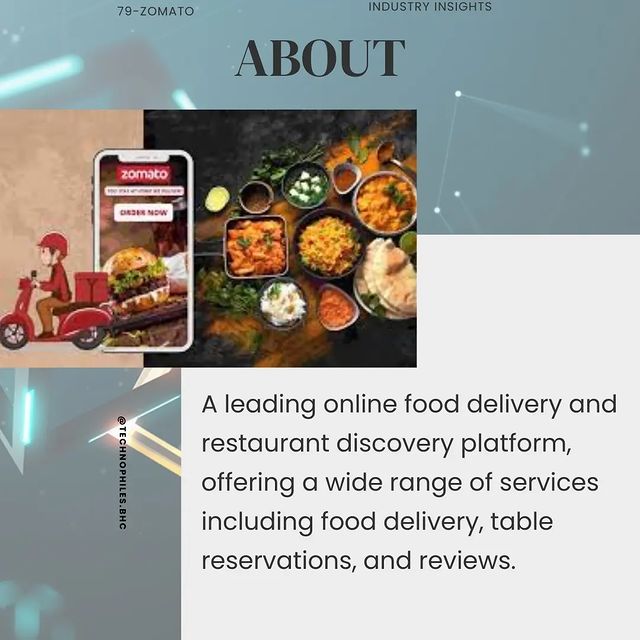 79-ZOMATO
INDUSTRY INSIGHTS
ABOUT
zomato
ORDER NOW
A leading online food delivery and
restaurant discovery platform,
offering a wide range of services
including food delivery, table
reservations, and reviews.
@TECHNOPHILES.BHC